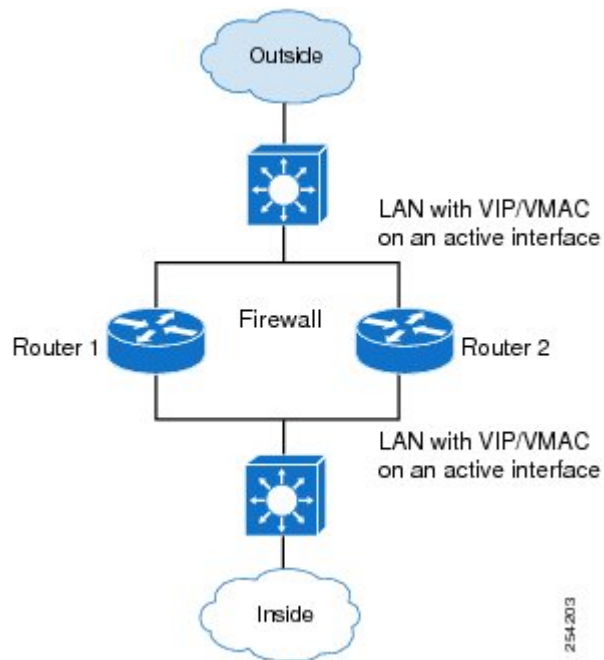 Outside
LAN with VIP/VMAC
on an active interface
Firewall
Router 1
Router 2
LAN with VIP/VMAC
on an active interface
Inside
254203